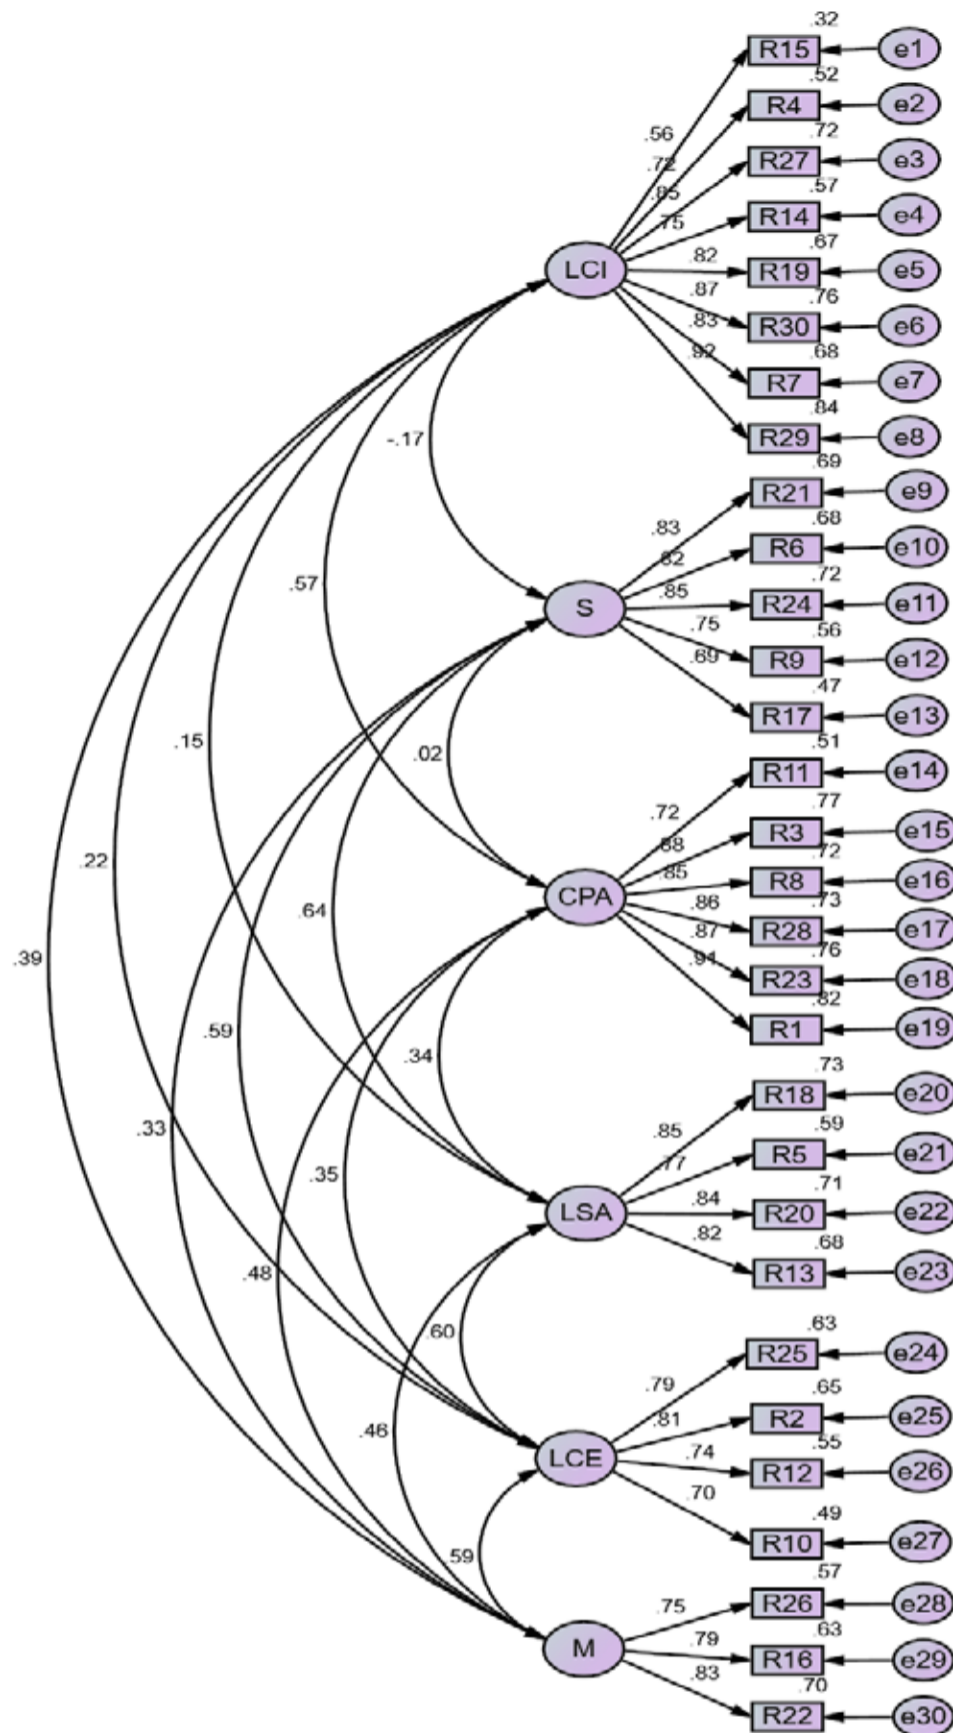 .32
R15 e1
.52
R4 e2
.56
.72
R27 e3
.72
.57
.85
R14 e4
.75
.67
LCI
.82
R19 e5
.87
.76
R30 e6
.83
.68
.92
R7 e7
.84
R29 e8
-.17
.69
R21 e9
.83
.68
R6 e10
.82
.72
.57
.85
S
R24 e11
.75
.56
R9 e12
.69
.47
R17 e13
.15
.02
.51
R11 e14
.72
.77
R3 e15
.88
.72
.22
.85
R8 e16
CPA
.86
.73
.64
R28 e17
.87
.76
.39
.91
R23 e18
.82
R1 e19
.59
.34
.73
R18 e20
.33
.85
.59
R5 e21
.35
.77
.71
.84
LSA
R20 e22
.82
.68
.48
R13 e23
.60
.63
R25 e24
.79
.65
.81
R2 e25
.46
.74
.55
LCE
R12 e26
.70
.49
R10 e27
.59
.57
.75
R26 e28
.79
.63
M
R16 e29
.83
.70
R22 e30